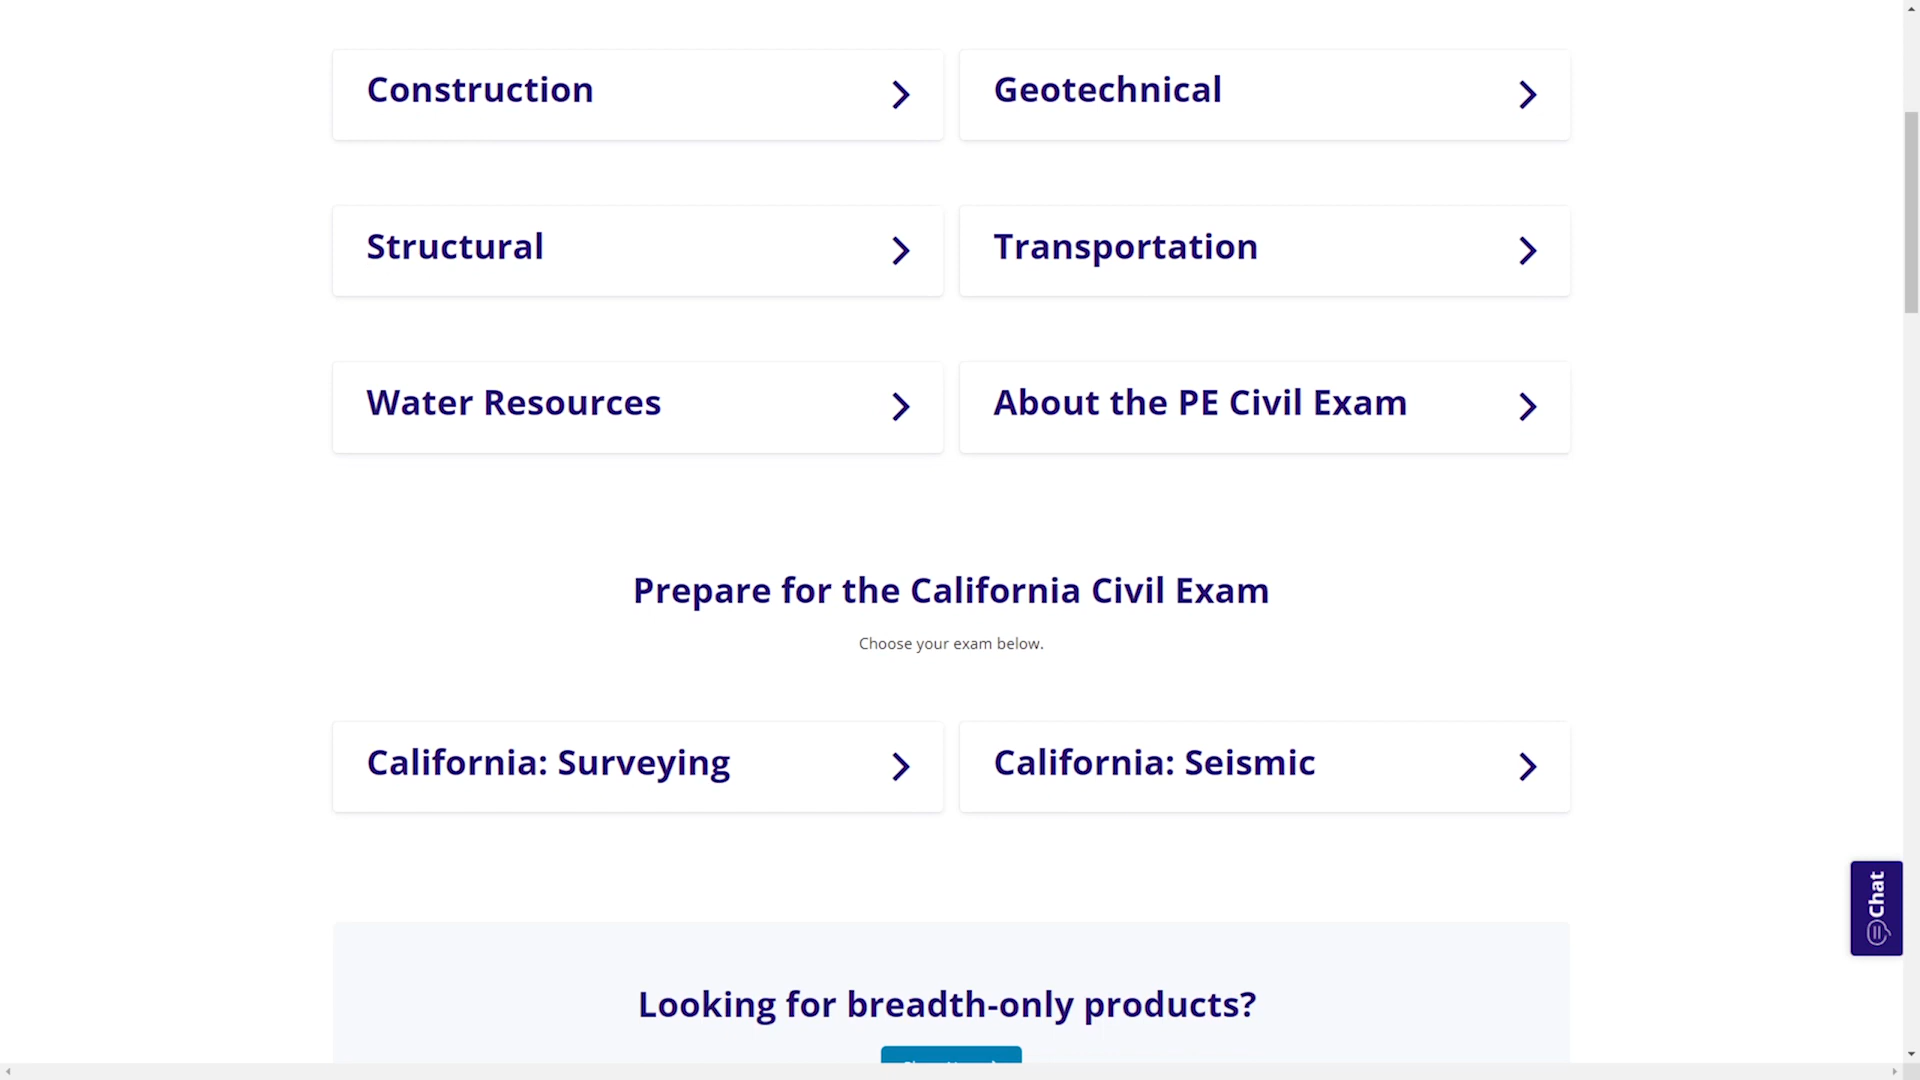 Construction
Geotechnical
Structural
Transportation
Water Resources
About the PE Civil Exam
Prepare for the California Civil Exam
Choose your exam below.
California: Surveying
California: Seismic
Chat
Looking for breadth-only products?